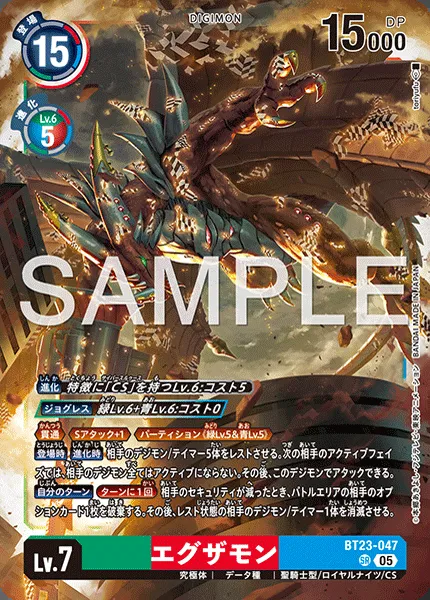 DIGIMON
登場
15
DP
15000
進化
Lv.6
5
SAMPLE
進化 特徴に「CS」を持つLv.6:コスト5
ジョグレス 緑Lv.6+青Lv.6:コスト0
貫通 Sアタック+1 パーティション(緑Lv.5&青Lv.5)
登場時 進化時 相手のデジモン/テイマー5体をレストさせる。次の相手のアクティブフェイ
ズでは、相手のデジモン全てはアクティブにならない。その後、このデジモンでアタックできる。
自分のターン ターンに1回 相手のセキュリティが減ったとき、バトルエリアの相手のオプ
ションカード1枚を破棄する。その後、レスト状態の相手のデジモン/テイマー1体を消滅させる。
Lv.7
エグザモン
BT23-047
SR 05
究極体 | データ種 | 聖騎士型/ロイヤルナイツ/CS
BANDAI MADE IN JAPAN